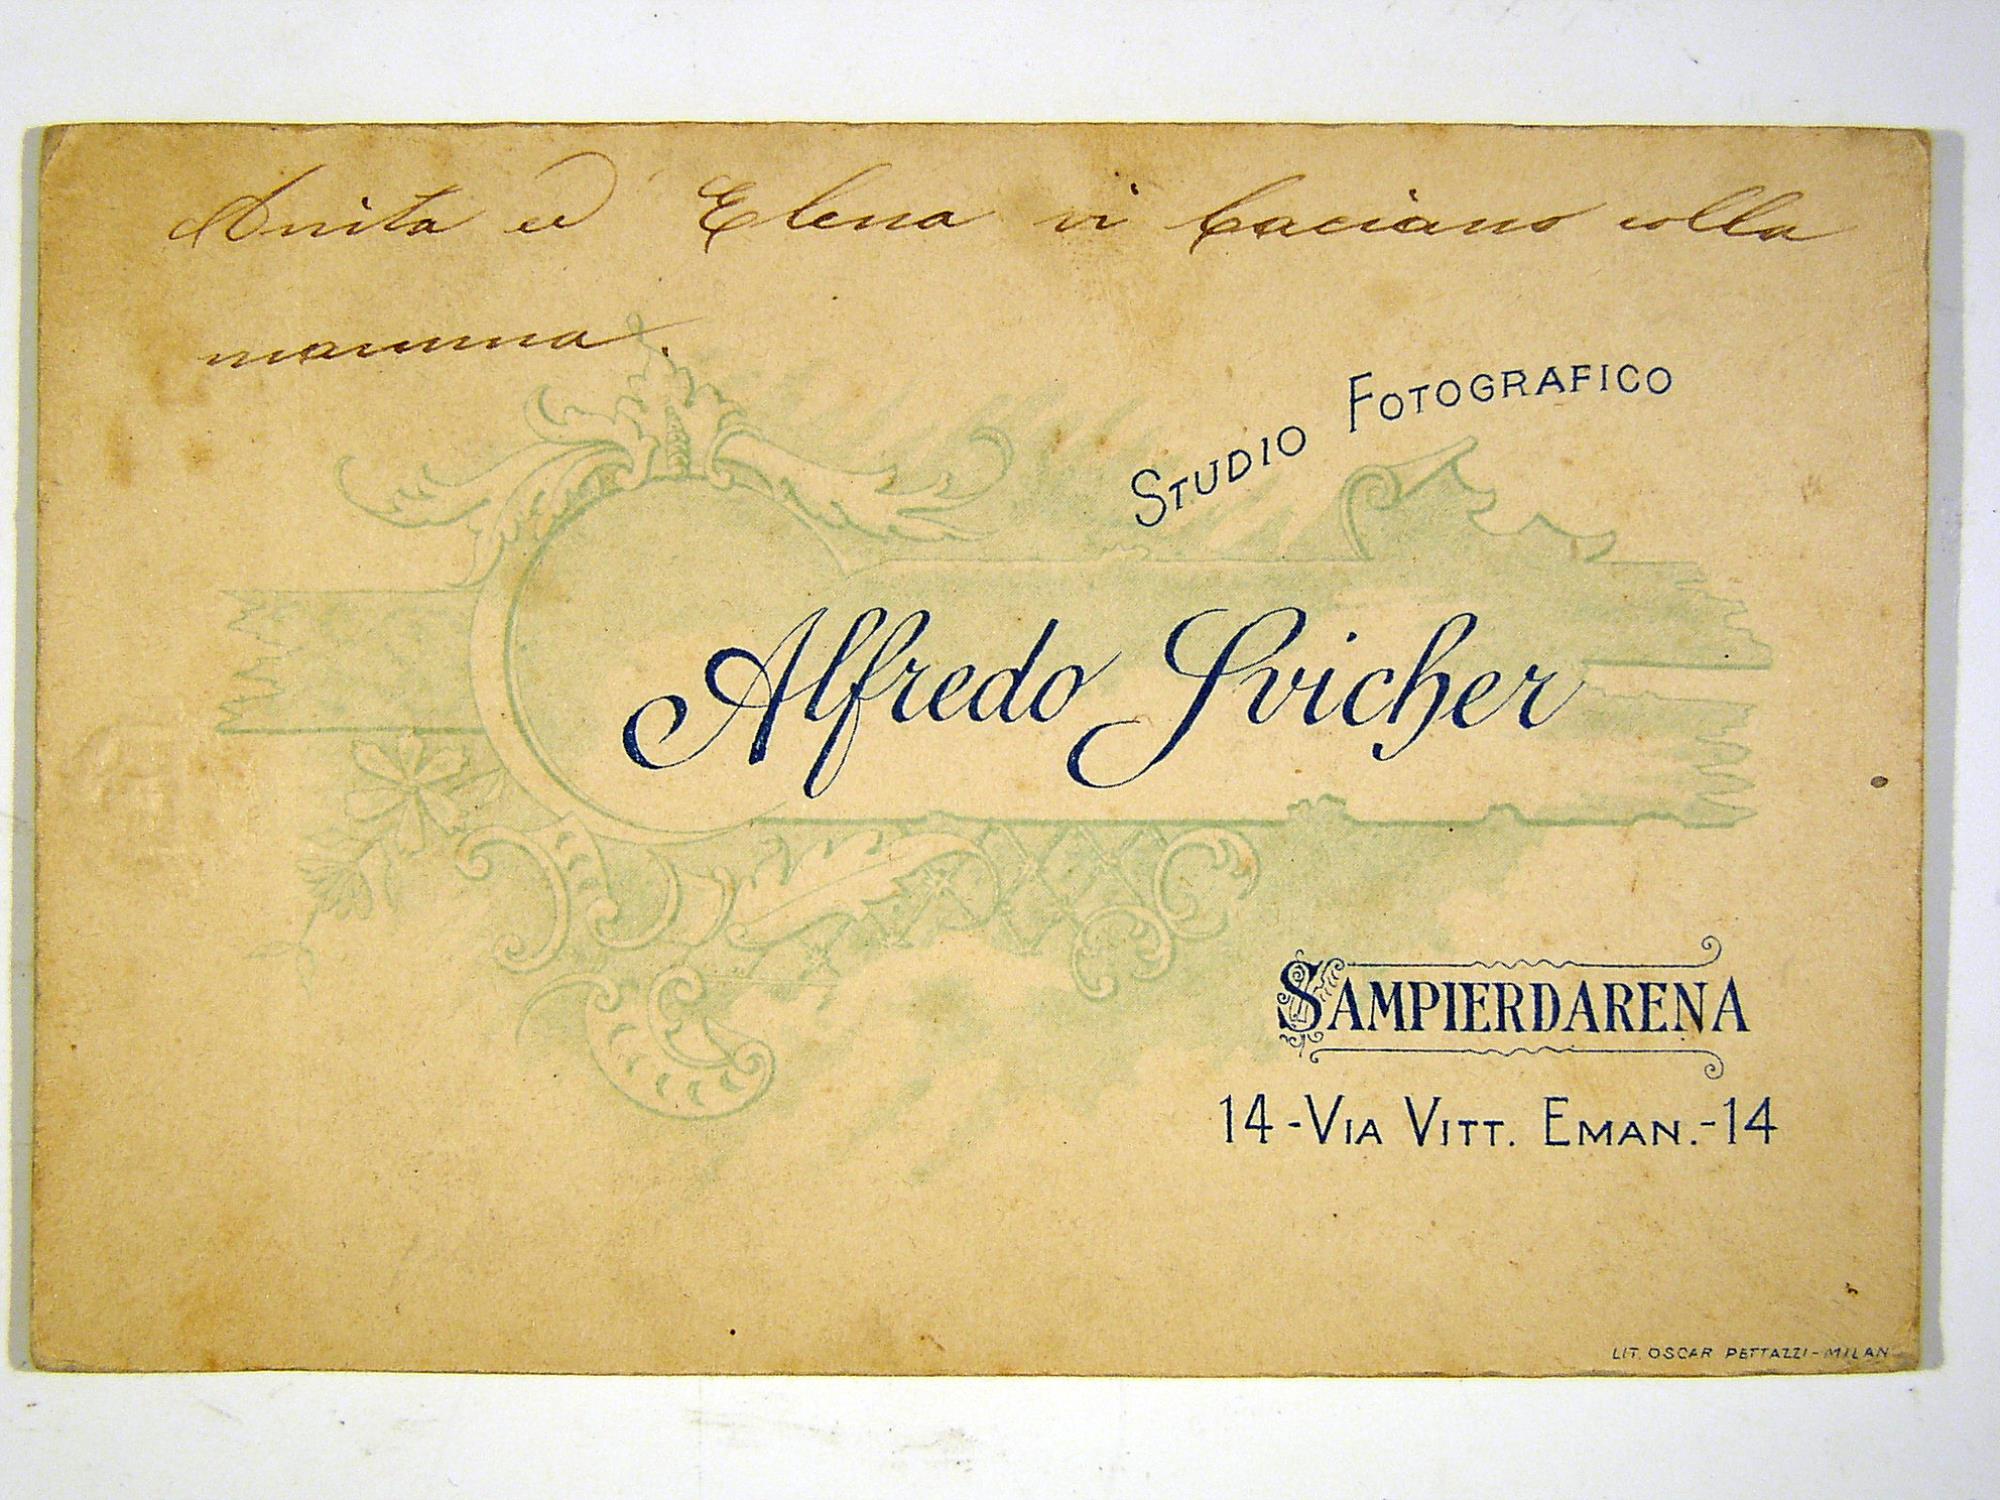 Anita ed Elena vi baciano colla
mamma.
STUDIO FOTOGRAFICO
Alfredo Svicher
SAMPIERDARENA
14-VIA VITT. EMAN.-14
LIT. OSCAR PETTAZZI-MILAN